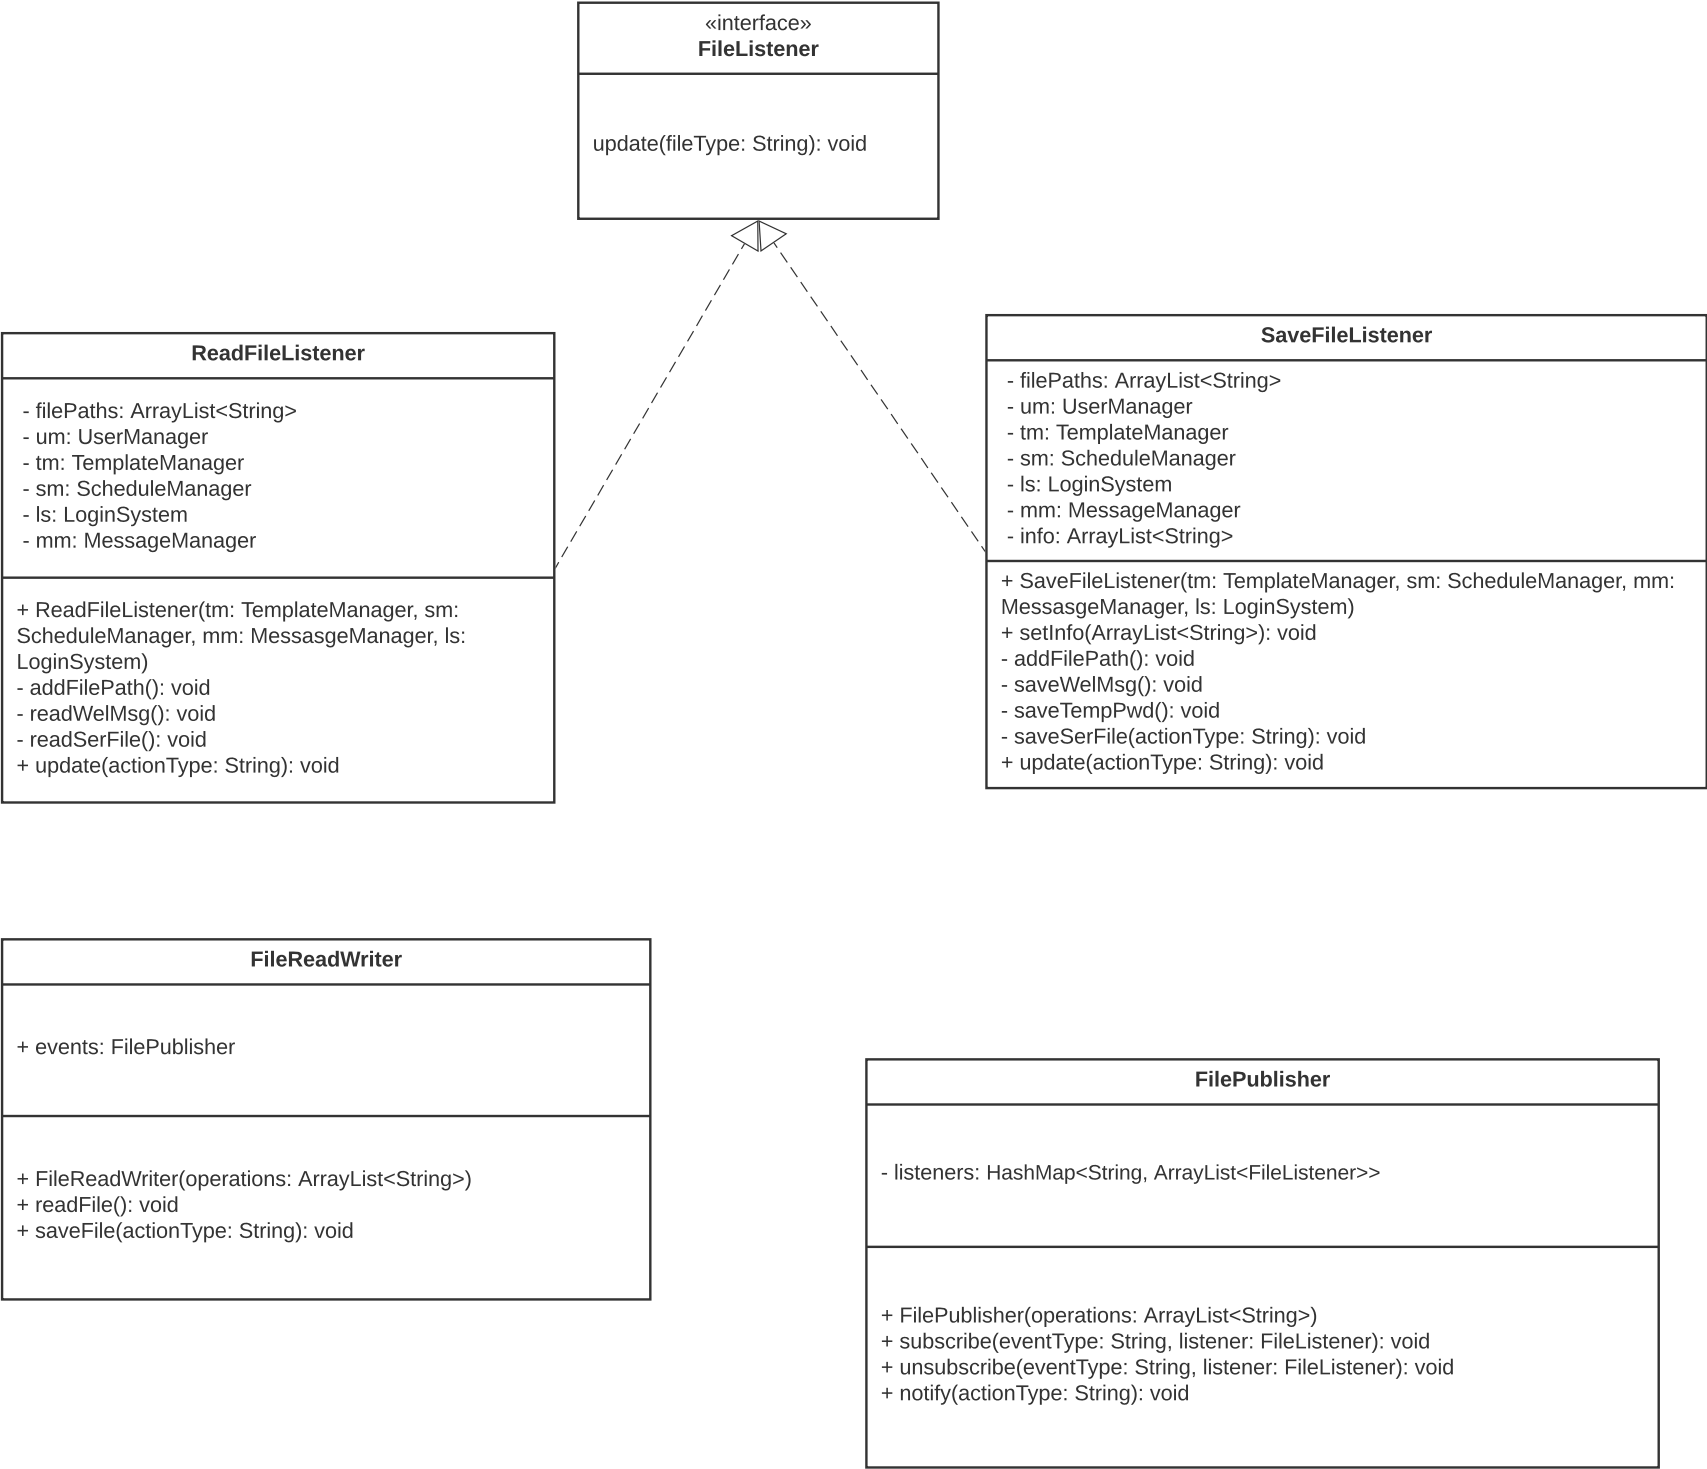 «interface»
FileListener
update(fileType: String): void
ReadFileListener
- filePaths: ArrayList<String>
- um: UserManager
- tm: TemplateManager
- sm: ScheduleManager
- ls: LoginSystem
- mm: MessageManager
+ ReadFileListener(tm: TemplateManager, sm:
ScheduleManager, mm: MessasgeManager, ls:
LoginSystem)
- addFilePath(): void
- readWelMsg(): void
- readSerFile(): void
+ update(actionType: String): void
SaveFileListener
- filePaths: ArrayList<String>
- um: UserManager
- tm: TemplateManager
- sm: ScheduleManager
- ls: LoginSystem
- mm: MessageManager
- info: ArrayList<String>
+ SaveFileListener(tm: TemplateManager, sm: ScheduleManager, mm:
MessasgeManager, ls: LoginSystem)
+ setInfo(ArrayList<String>): void
- addFilePath(): void
- saveWelMsg(): void
- saveTempPwd(): void
- saveSerFile(actionType: String): void
+ update(actionType: String): void
FileReadWriter
+ events: FilePublisher
+ FileReadWriter(operations: ArrayList<String>)
+ readFile(): void
+ saveFile(actionType: String): void
FilePublisher
- listeners: HashMap<String, ArrayList<FileListener>>
+ FilePublisher(operations: ArrayList<String>)
+ subscribe(eventType: String, listener: FileListener): void
+ unsubscribe(eventType: String, listener: FileListener): void
+ notify(actionType: String): void